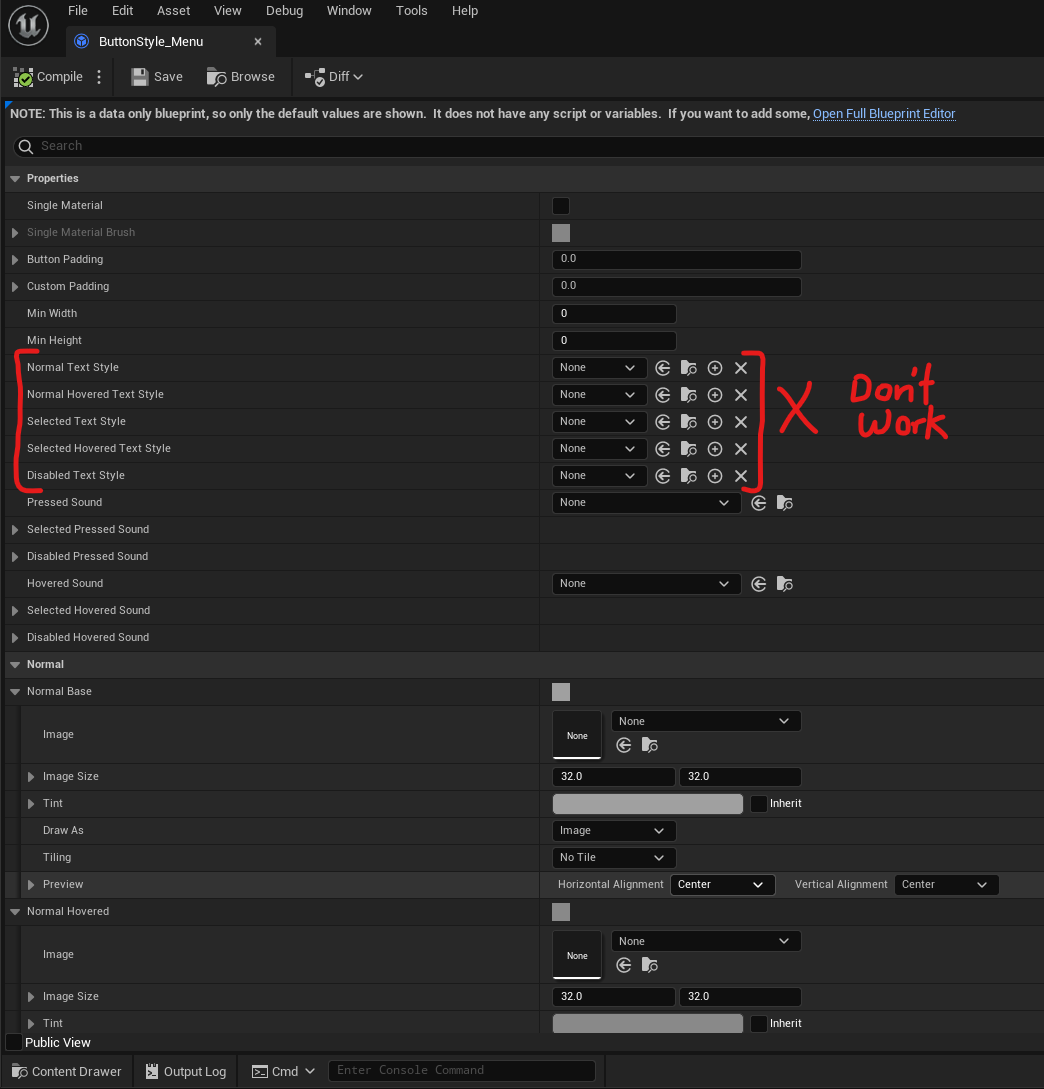 File Edit Asset View Debug Window Tools Help
ButtonStyle_Menu
Compile Save Browse Diff
NOTE: This is a data only blueprint, so only the default values are shown.  It does not have any script or variables.  If you want to add some, Open Full Blueprint Editor
Search
Properties
Single Material
Single Material Brush
Button Padding 0.0
Custom Padding 0.0
Min Width 0
Min Height 0
Normal Text Style None
Normal Hovered Text Style None
Selected Text Style None
Selected Hovered Text Style None
Disabled Text Style None
X Don't
Work
Pressed Sound None
Selected Pressed Sound
Disabled Pressed Sound
Hovered Sound None
Selected Hovered Sound
Disabled Hovered Sound
Normal
Normal Base
Image None None
Image Size 32.0 32.0
Tint Inherit
Draw As Image
Tiling No Tile
Preview Horizontal Alignment Center Vertical Alignment Center
Normal Hovered
Image None None
Image Size 32.0 32.0
Tint Inherit
Public View
Content Drawer Output Log Cmd Enter Console Command